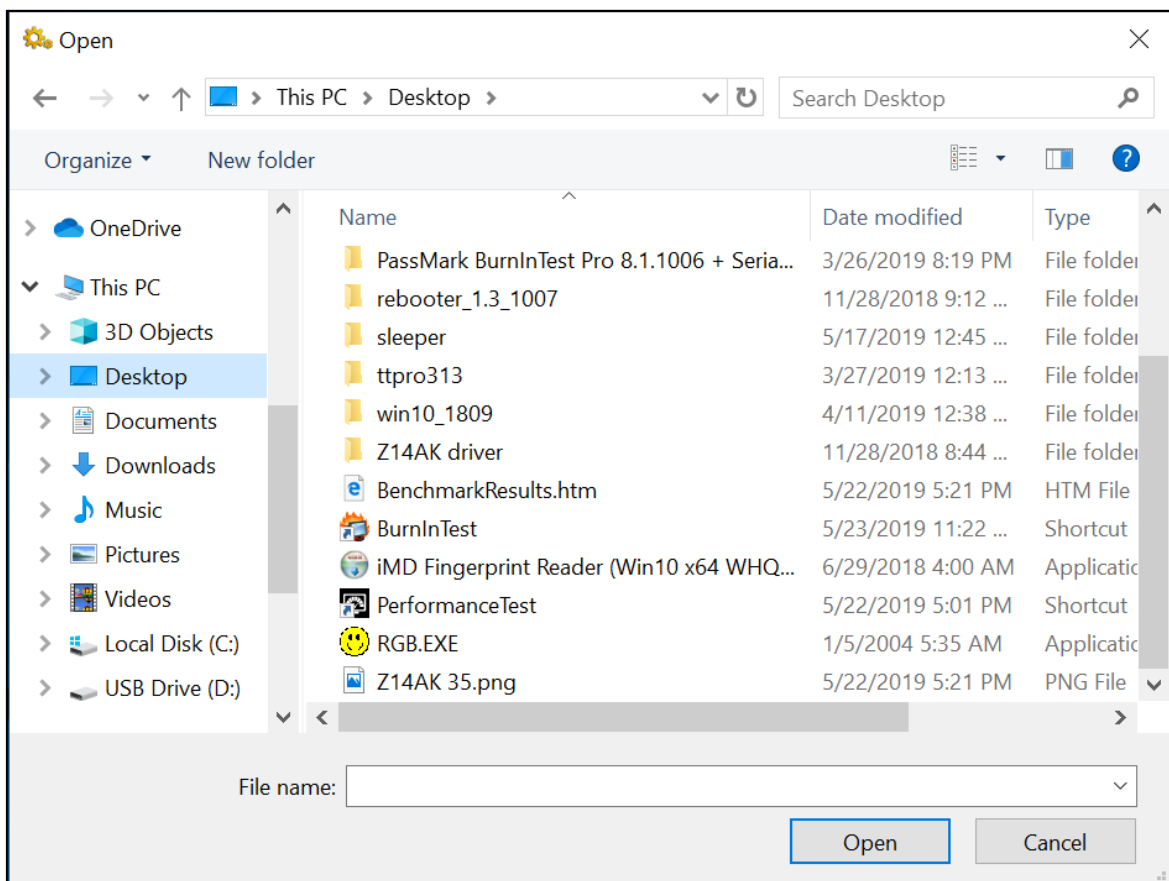 Open
This PC > Desktop >
Search Desktop
Organize
New folder
OneDrive
This PC
3D Objects
Desktop
Documents
Downloads
Music
Pictures
Videos
Local Disk (C:)
USB Drive (D:)
Name Date modified Type
PassMark BurnInTest Pro 8.1.1006 + Seria... 3/26/2019 8:19 PM File folder
rebooter_1.3_1007 11/28/2018 9:12 ... File folder
sleeper 5/17/2019 12:45 ... File folder
ttpro313 3/27/2019 12:13 ... File folder
win10_1809 4/11/2019 12:38 ... File folder
Z14AK driver 11/28/2018 8:44 ... File folder
BenchmarkResults.htm 5/22/2019 5:21 PM HTM File
BurnInTest 5/23/2019 11:22 ... Shortcut
iMD Fingerprint Reader (Win10 x64 WHQ... 6/29/2018 4:00 AM Applicatic
PerformanceTest 5/22/2019 5:01 PM Shortcut
RGB.EXE 1/5/2004 5:35 AM Applicatic
Z14AK 35.png 5/22/2019 5:21 PM PNG File
File name:
Open
Cancel